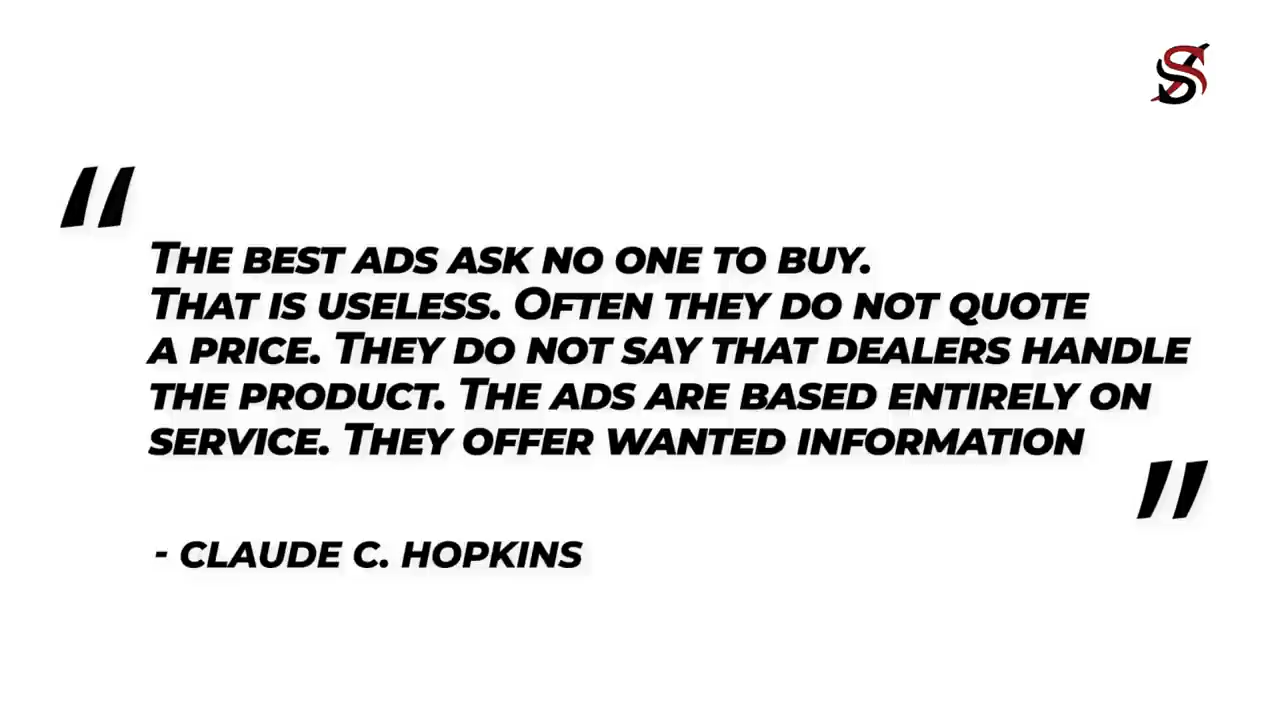 "
The best ads ask no one to buy.
That is useless. Often they do not quote
a price. They do not say that dealers handle
the product. The ads are based entirely on
service. They offer wanted information
"
- CLAUDE C. HOPKINS